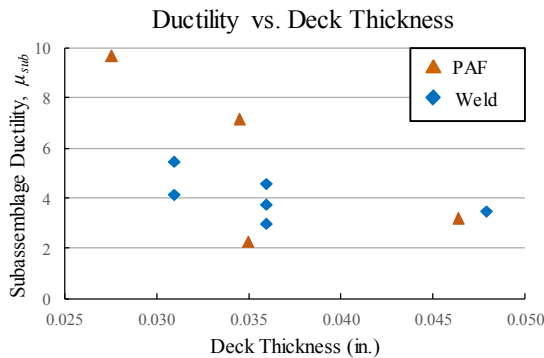 Ductility vs. Deck Thickness
Subassemblage Ductility, μsub
10
8
6
4
2
0
PAF
Weld
0.025 0.030 0.035 0.040 0.045 0.050
Deck Thickness (in.)